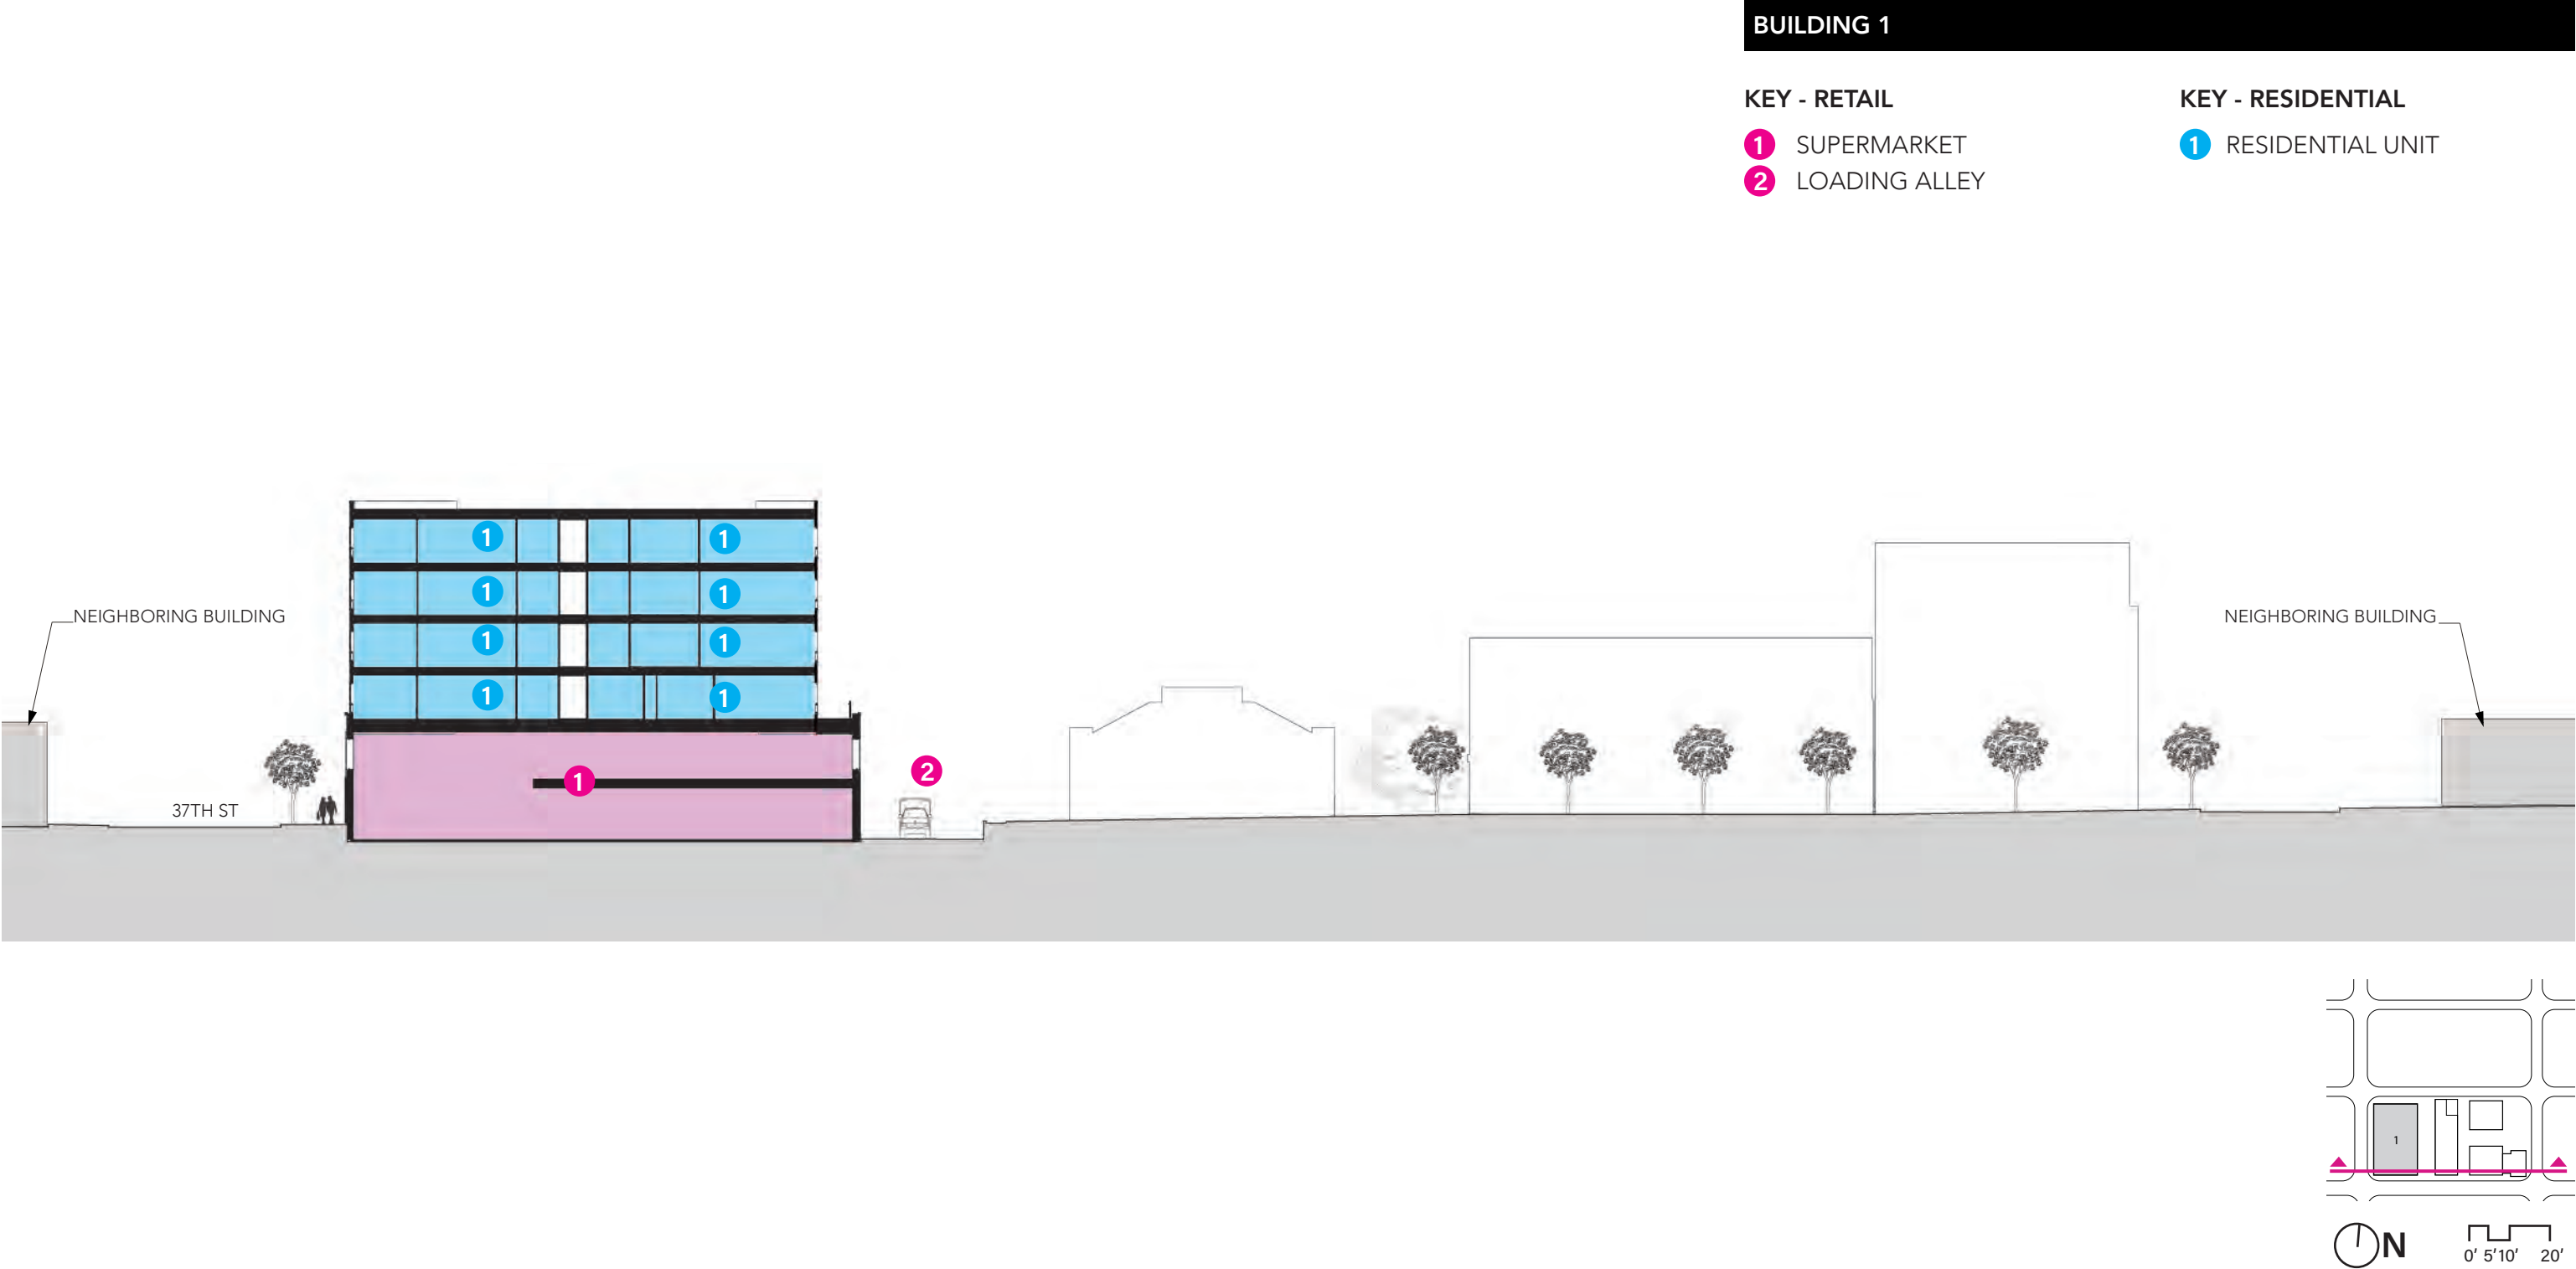 BUILDING 1
KEY - RETAIL
1 SUPERMARKET
2 LOADING ALLEY
KEY - RESIDENTIAL
1 RESIDENTIAL UNIT
1 1
1 1
1 1
1 1
NEIGHBORING BUILDING
NEIGHBORING BUILDING
1
2
37TH ST
1
N
0' 5' 10' 20'